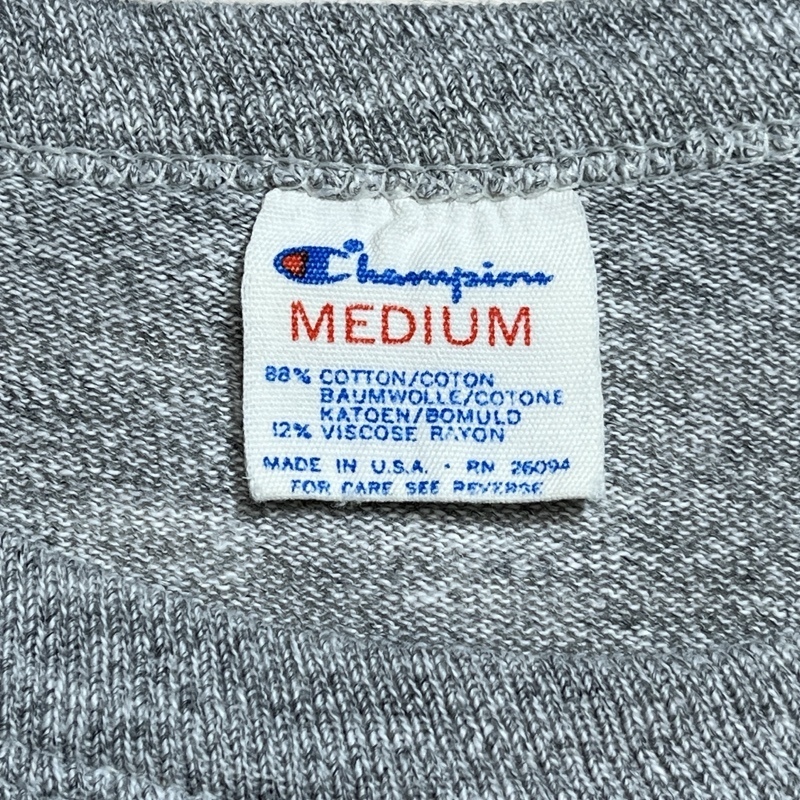 Champion
MEDIUM
88% COTTON/COTON
BAUMWOLLE/COTONE
KATOEN/BOMULD
12% VISCOSE RAYON
MADE IN U.S.A. · RN 26094
FOR CARE SEE REVERSE